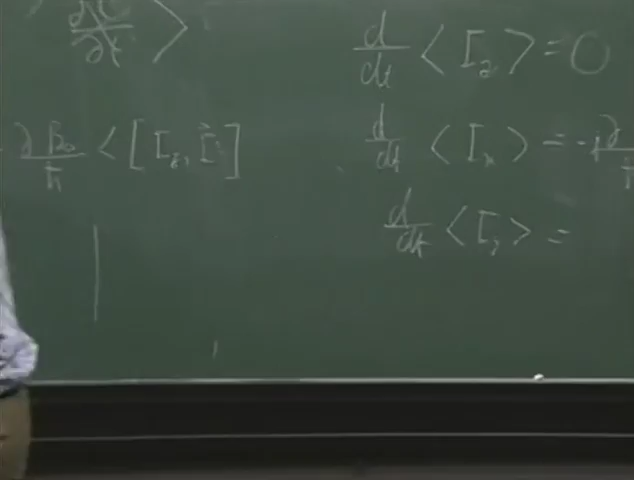 ∂t ⟩
γ B₀ / ħ < [ I_z, Ī ]
d/dt < I_z > = 0
d/dt < I_x > = - i γ / ħ
d/dt < I_y > =